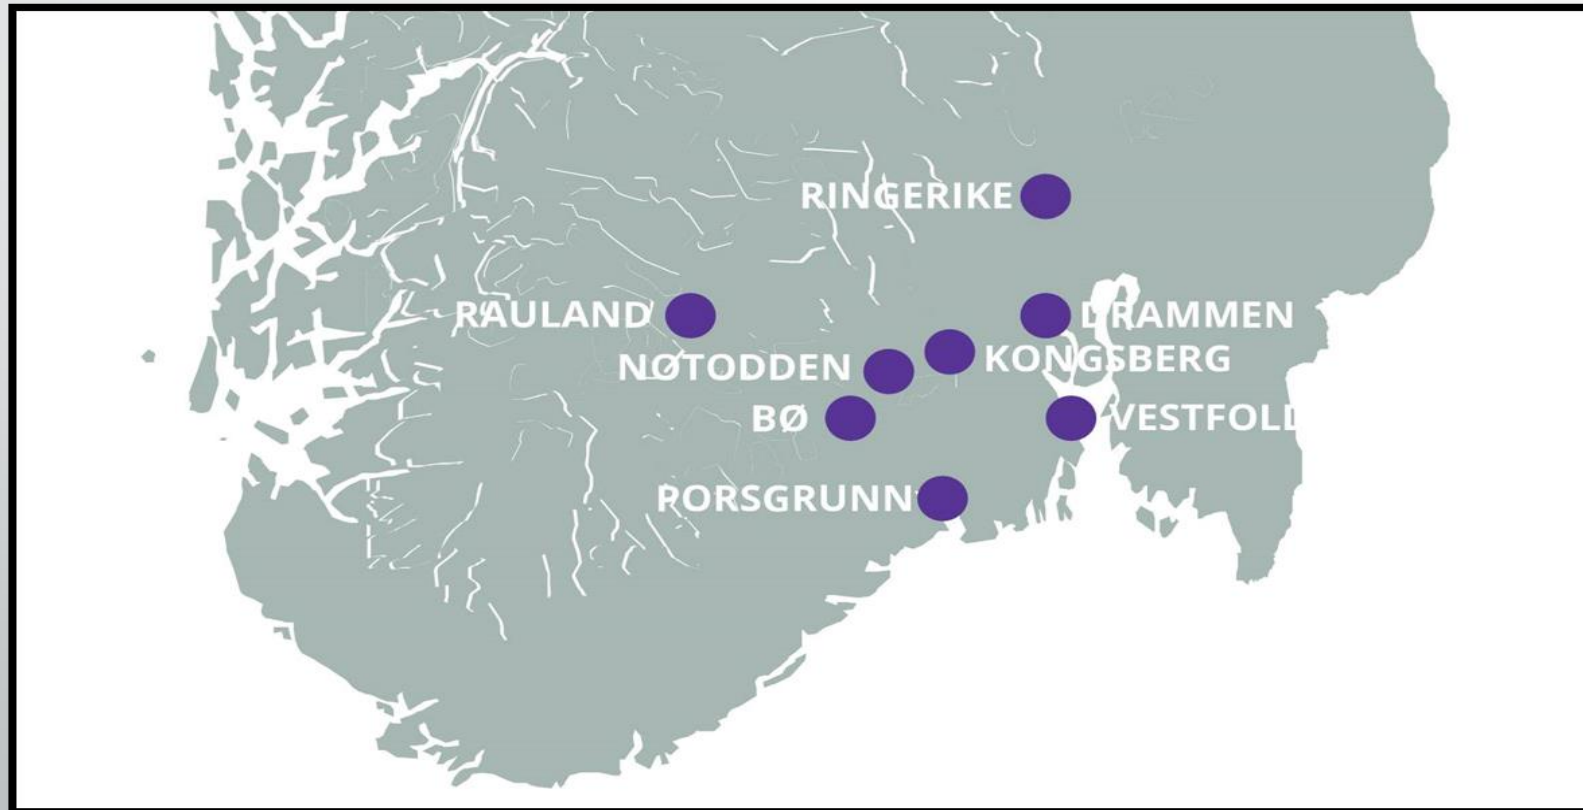 RINGERIKE
RAULAND
DRAMMEN
NOTODDEN
KONGSBERG
BØ
VESTFOLD
PORSGRUNN